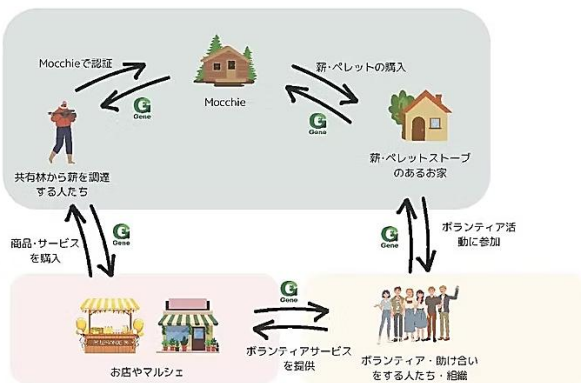 Mocchieで認証
Gene
Mocchie
薪・ペレットの購入
Gene
共有林から薪を調達
する人たち
薪・ペレットストーブ
のあるお家
商品・サービス
を購入
Gene
Gene
ボランティア活
動に参加
LEMONADE
お店やマルシェ
Gene
ボランティアサービス
を提供
ボランティア・助け合い
をする人たち・組織